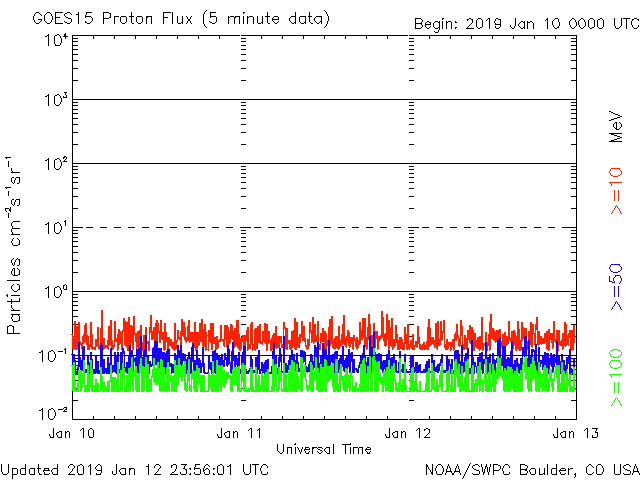 GOES15 Proton Flux (5 minute data)
Begin: 2019 Jan 10 0000 UTC
10⁴
10³
10²
10¹
10⁰
10⁻¹
10⁻²
Particles cm⁻²s⁻¹sr⁻¹
MeV
>=10
>=50
>=100
Jan 10
Jan 11
Jan 12
Jan 13
Universal Time
Updated 2019 Jan 12 23:56:01 UTC
NOAA/SWPC Boulder, CO USA